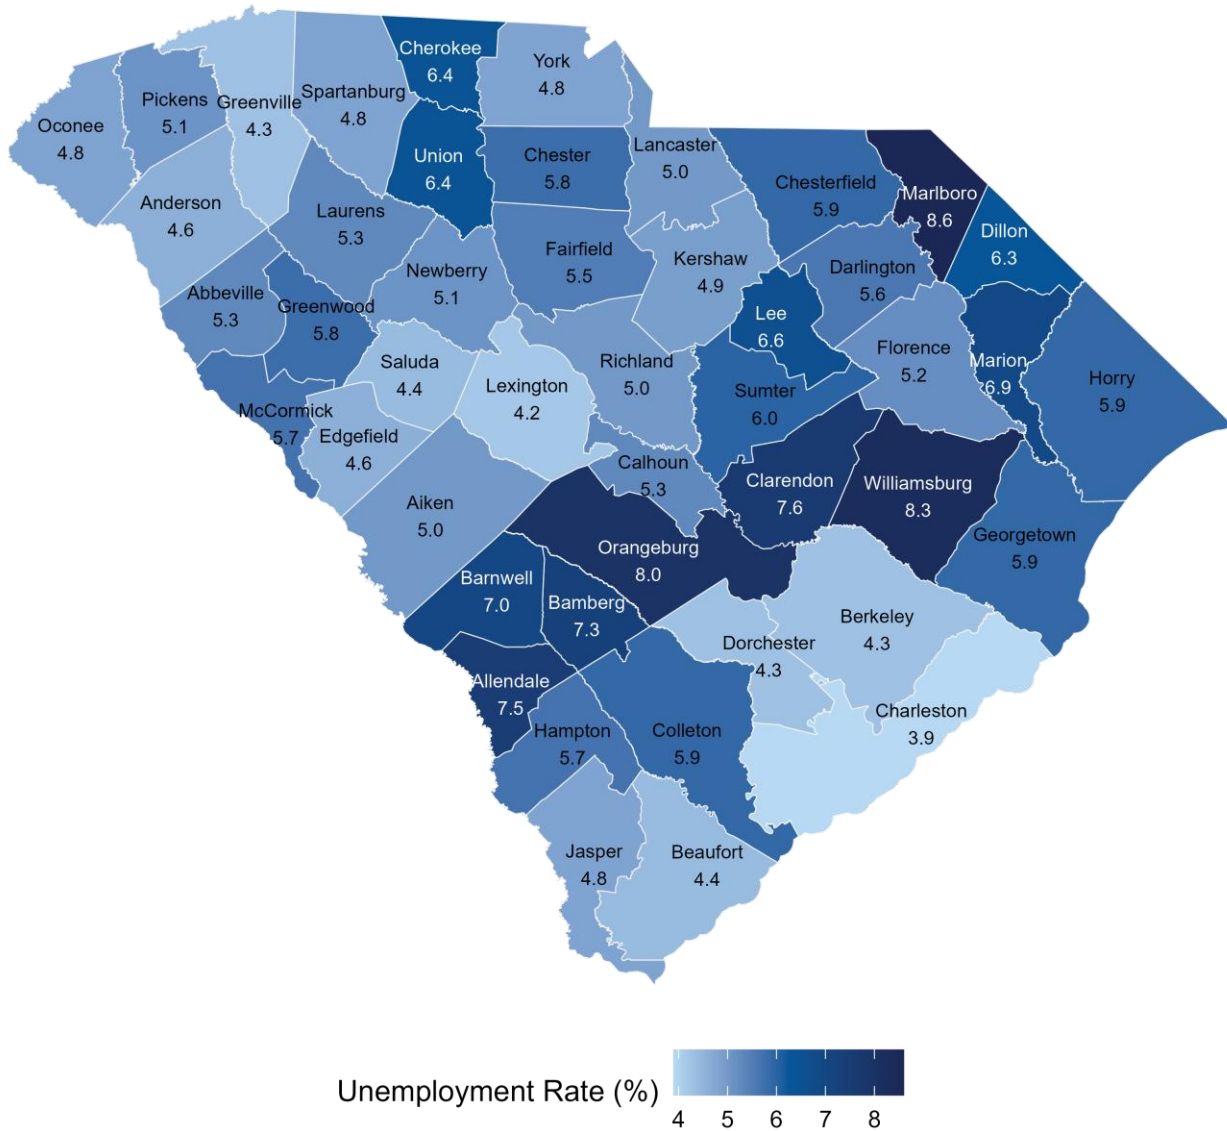 Cherokee
6.4
York
4.8
Pickens
5.1
Greenville
4.3
Spartanburg
4.8
Oconee
4.8
Union
6.4
Chester
5.8
Lancaster
5.0
Chesterfield
5.9
Marlboro
8.6
Anderson
4.6
Laurens
5.3
Dillon
6.3
Newberry
5.1
Fairfield
5.5
Kershaw
4.9
Darlington
5.6
Abbeville
5.3
Greenwood
5.8
Lee
6.6
Florence
5.2
Marion
6.9
Horry
5.9
Saluda
4.4
Lexington
4.2
Richland
5.0
Sumter
6.0
McCormick
5.7
Edgefield
4.6
Calhoun
5.3
Clarendon
7.6
Williamsburg
8.3
Aiken
5.0
Orangeburg
8.0
Georgetown
5.9
Barnwell
7.0
Bamberg
7.3
Berkeley
4.3
Dorchester
4.3
Allendale
7.5
Charleston
3.9
Hampton
5.7
Colleton
5.9
Jasper
4.8
Beaufort
4.4
Unemployment Rate (%)
4 5 6 7 8